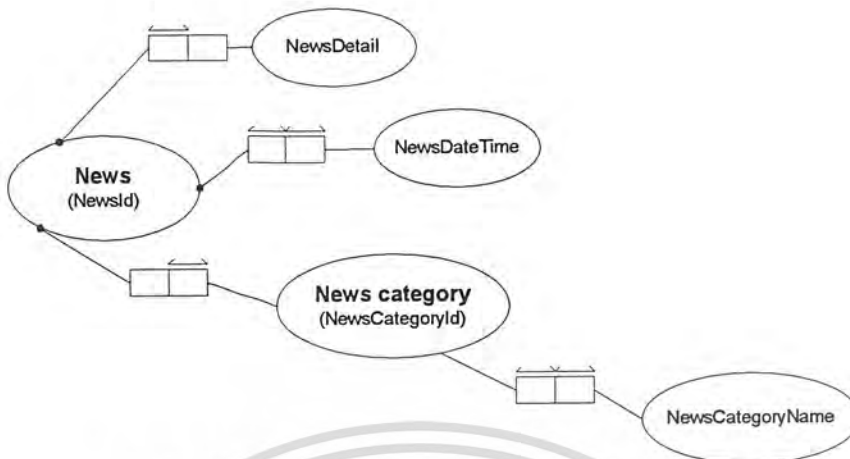 NewsDetail
NewsDateTime
News
(NewsId)
News category
(NewsCategoryId)
NewsCategoryName